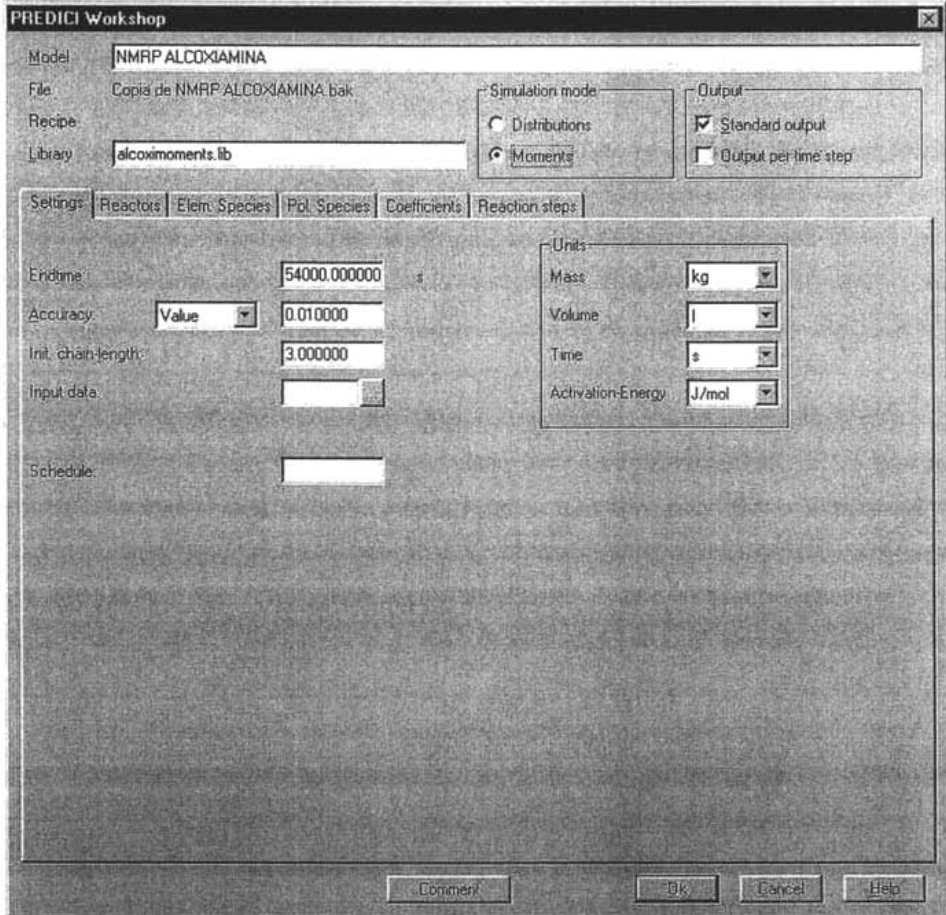 PREDICI Workshop
Model NMRP ALCOXIAMINA
File Copia de NMRP ALCOXIAMINA.bak
Recipe
Library alcoximoments.lib
Simulation mode
Distributions
Moments
Output
Standard output
Output per time step
Settings Reactors Elem. Species Pol. Species Coefficients Reaction steps
Endtime: 54000.000000 s
Accuracy: Value 0.010000
Init. chain-length: 3.000000
Input data:
Schedule:
Units
Mass kg
Volume l
Time s
Activation-Energy J/mol
Comment Ok Cancel Help